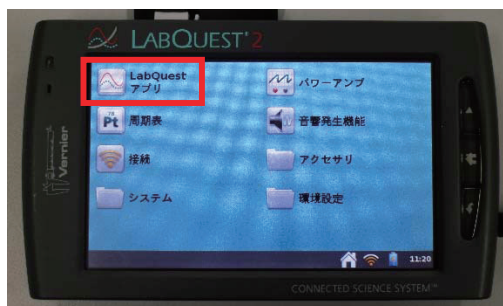 LABQUEST® 2
LabQuest アプリ
パワーアンプ
Pt
周期表
音響発生機能
接続
アクセサリ
システム
環境設定
11:20
Vernier
CONNECTED SCIENCE SYSTEM™